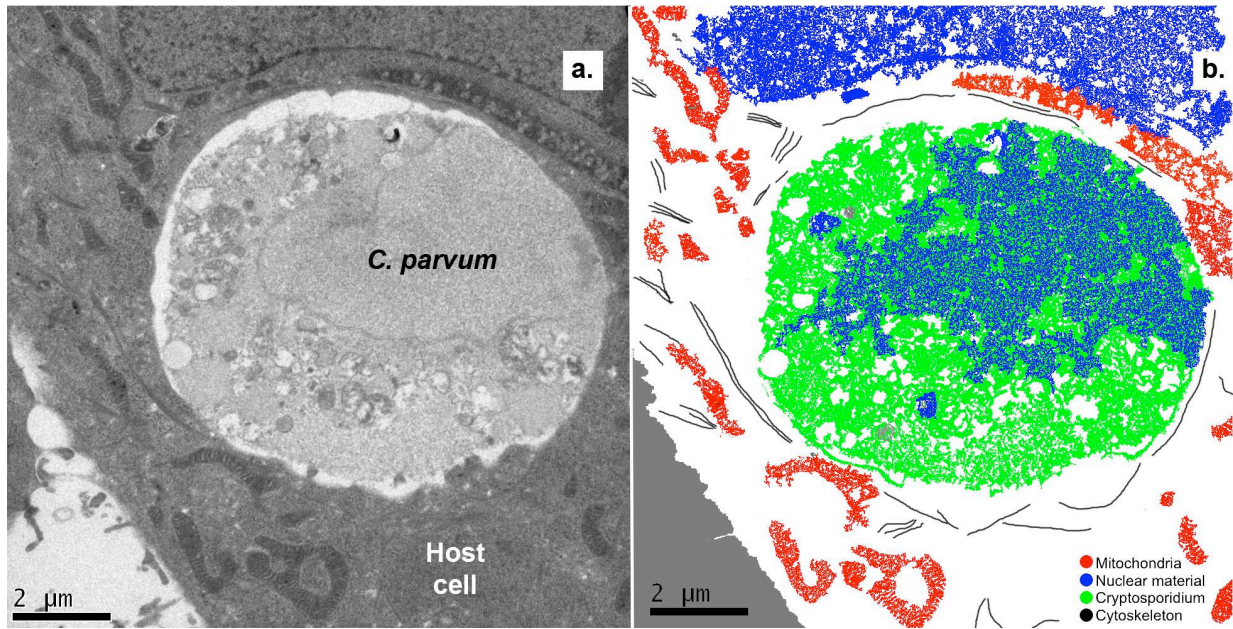 a.
C. parvum
Host
cell
2 μm
b.
Mitochondria
Nuclear material
Cryptosporidium
Cytoskeleton
2 μm